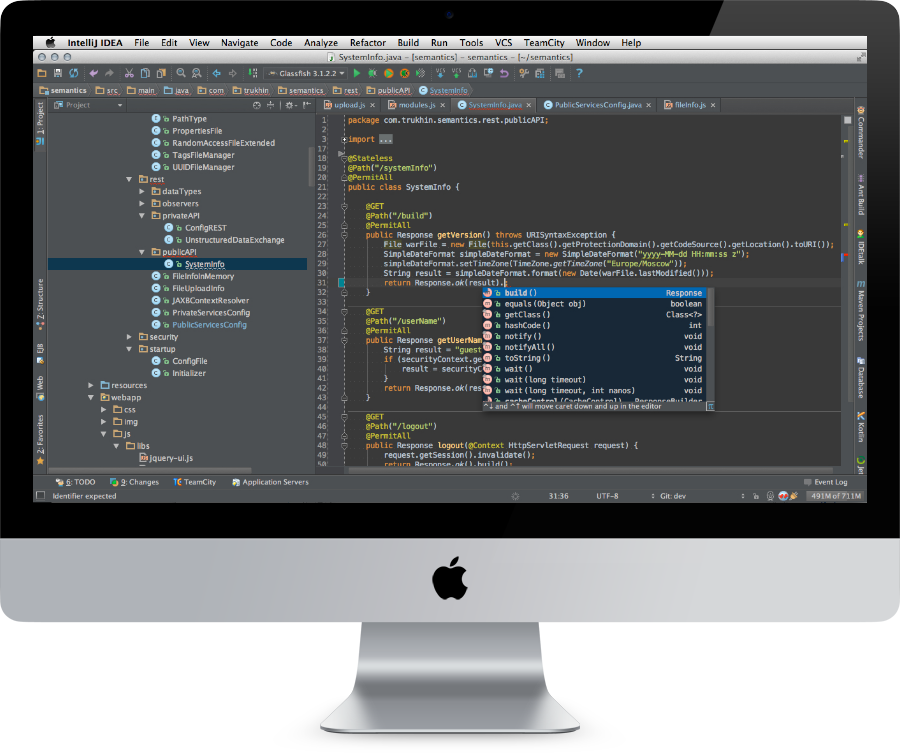 IntelliJ IDEA File Edit View Navigate Code Analyze Refactor Build Run Tools VCS TeamCity Window Help
SystemInfo.java - [semantics] - semantics - [~/semantics]
Glassfish 3.1.2.2
semantics src main java com trukhin semantics rest publicAPI SystemInfo
Project
upload.js modules.js SystemInfo.java PublicServicesConfig.java fileInfo.js
1: Project
2: Structure
EJB
Web
2: Favorites
PathType
PropertiesFile
RandomAccessFileExtended
TagsFileManager
UUIDFileManager
rest
dataTypes
observers
privateAPI
ConfigREST
UnstructuredDataExchange
publicAPI
SystemInfo
FileInfoInMemory
FileUploadInfo
JAXBContextResolver
PrivateServicesConfig
PublicServicesConfig
security
startup
ConfigFile
Initializer
resources
webapp
css
img
js
libs
jquery-ui.js
1 package com.trukhin.semantics.rest.publicAPI;
2
3 import ...
17
18 @Stateless
19 @Path("/systemInfo")
20 @PermitAll
21 public class SystemInfo {
22
23 @GET
24 @Path("/build")
25 @PermitAll
26 public Response getVersion() throws URISyntaxException {
27 File warFile = new File(this.getClass().getProtectionDomain().getCodeSource().getLocation().toURI());
28 SimpleDateFormat simpleDateFormat = new SimpleDateFormat("yyyy-MM-dd HH:mm:ss z");
29 simpleDateFormat.setTimeZone(TimeZone.getTimeZone("Europe/Moscow"));
30 String result = simpleDateFormat.format(new Date(warFile.lastModified()));
31 return Response.ok(result).;
32 }
33
34 @GET
35 @Path("/userName")
36 @PermitAll
37 public Response getUserNam
38 String result = "guest
39 if (securityContext.ge
40 result = securityC
41 }
42 return Response.ok(res
43 }
44
45 @GET
46 @Path("/logout")
47 @PermitAll
48 public Response logout(@Context HttpServletRequest request) {
49 request.getSession().invalidate();
50 return Response.ok().build();
build() Response
equals(Object obj) boolean
getClass() Class<?>
hashCode() int
notify() void
notifyAll() void
toString() String
wait() void
wait(long timeout) void
wait(long timeout, int nanos) void
cacheControl(CacheControl) ResponseBuilder
^↓ and ^↑ will move caret down and up in the editor
Commander
Ant Build
IDEtalk
Maven Projects
Database
Kotlin
Jet
6: TODO 9: Changes TeamCity Application Servers Event Log
Identifier expected 31:36 UTF-8 Git: dev 491M of 711M